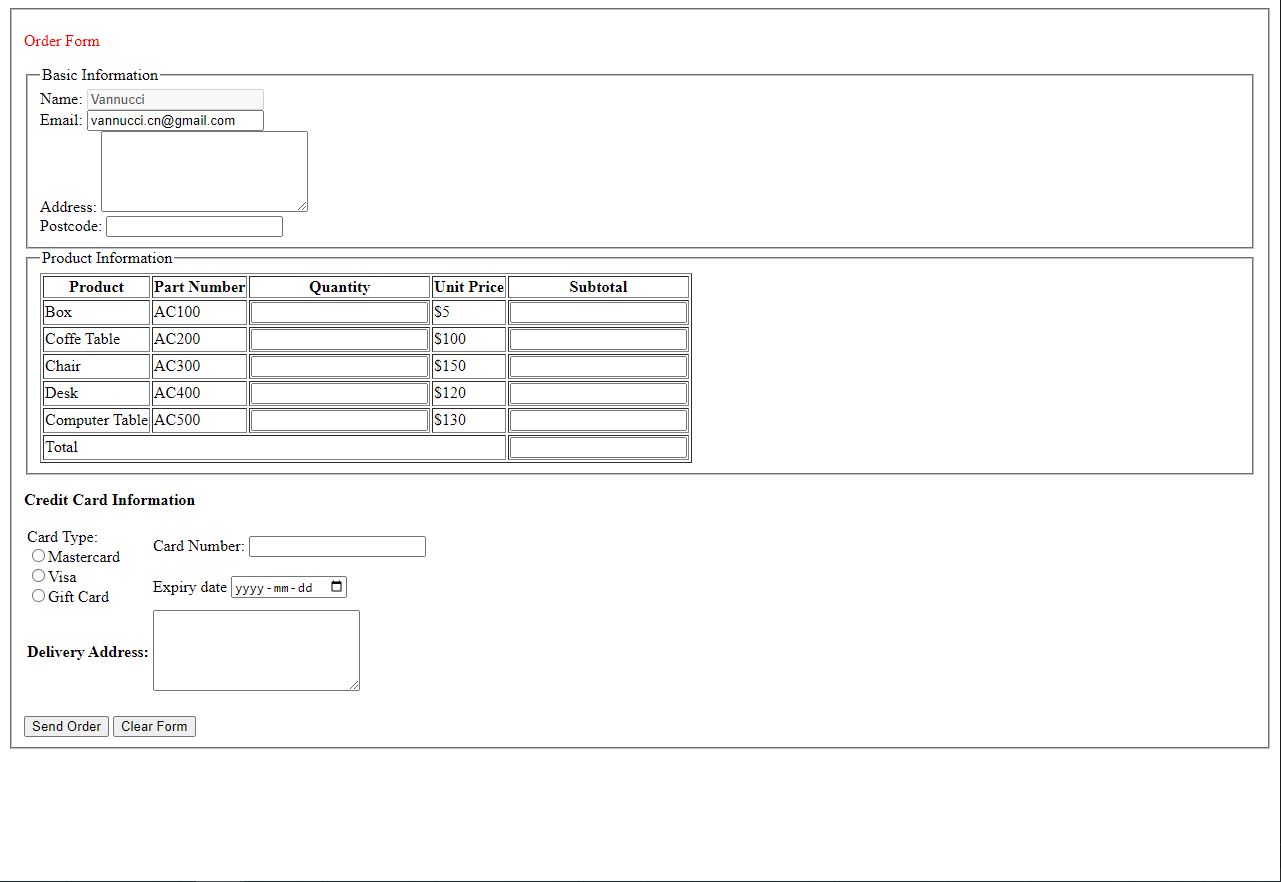 Order Form
Basic Information
Name: Vannucci
Email: vannucci.cn@gmail.com
Address:
Postcode:
Product Information
Product Part Number Quantity Unit Price Subtotal
Box AC100 $5
Coffe Table AC200 $100
Chair AC300 $150
Desk AC400 $120
Computer Table AC500 $130
Total
Credit Card Information
Card Type:
Mastercard
Visa
Gift Card
Card Number:
Expiry date yyyy-mm-dd
Delivery Address:
Send Order Clear Form